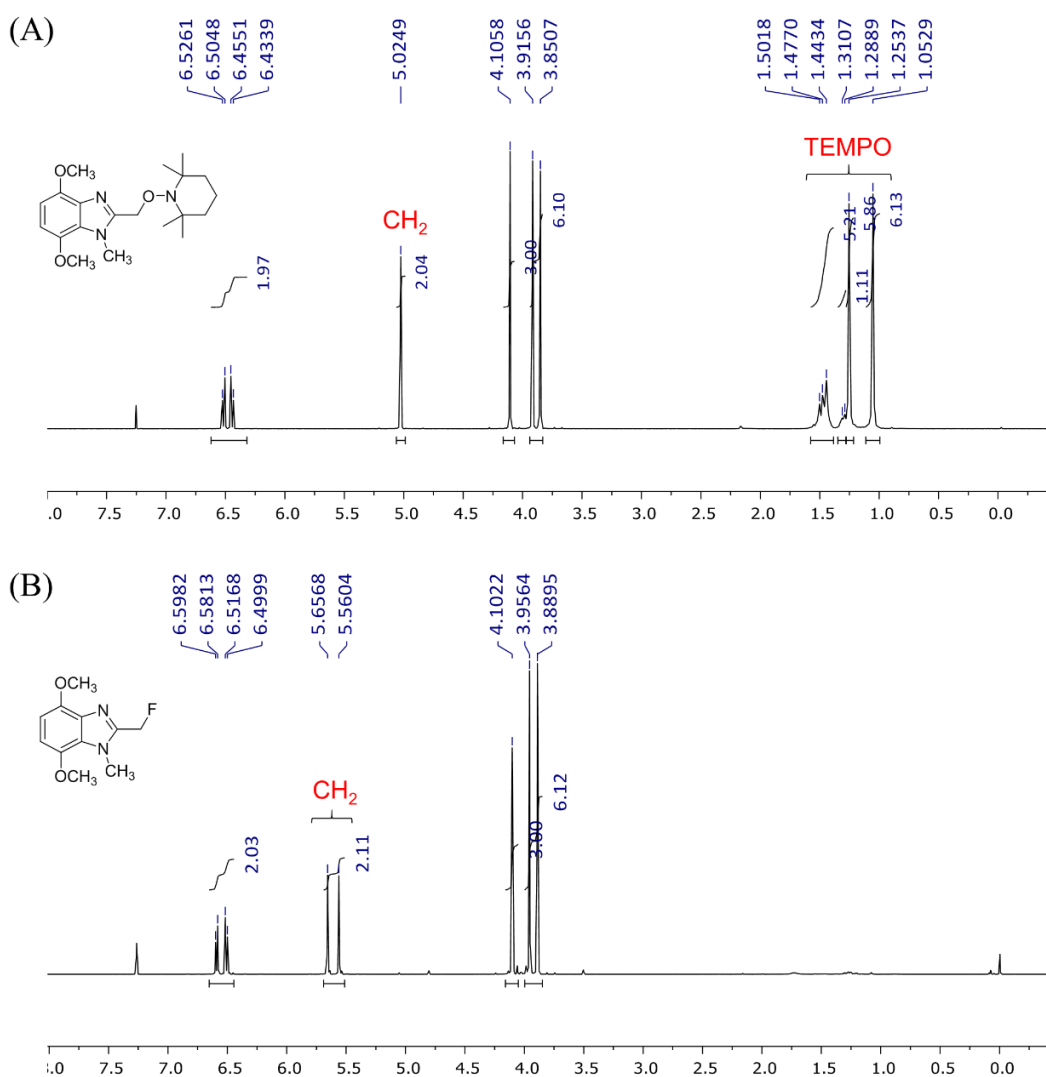 (A)
6.5261
6.5048
6.4551
6.4339
5.0249
4.1058
3.9156
3.8507
1.5018
1.4770
1.4434
1.3107
1.2889
1.2537
1.0529
OCH₃
N
N
OCH₃ CH₃
O
N
CH₂
TEMPO
1.97
2.04
3.00
6.10
5.21
1.11
5.86
6.13
.0 7.5 7.0 6.5 6.0 5.5 5.0 4.5 4.0 3.5 3.0 2.5 2.0 1.5 1.0 0.5 0.0
(B)
6.5982
6.5813
6.5168
6.4999
5.6568
5.5604
4.1022
3.9564
3.8895
OCH₃
F
N
N
OCH₃ CH₃
CH₂
2.03
2.11
3.00
6.12
3.0 7.5 7.0 6.5 6.0 5.5 5.0 4.5 4.0 3.5 3.0 2.5 2.0 1.5 1.0 0.5 0.0